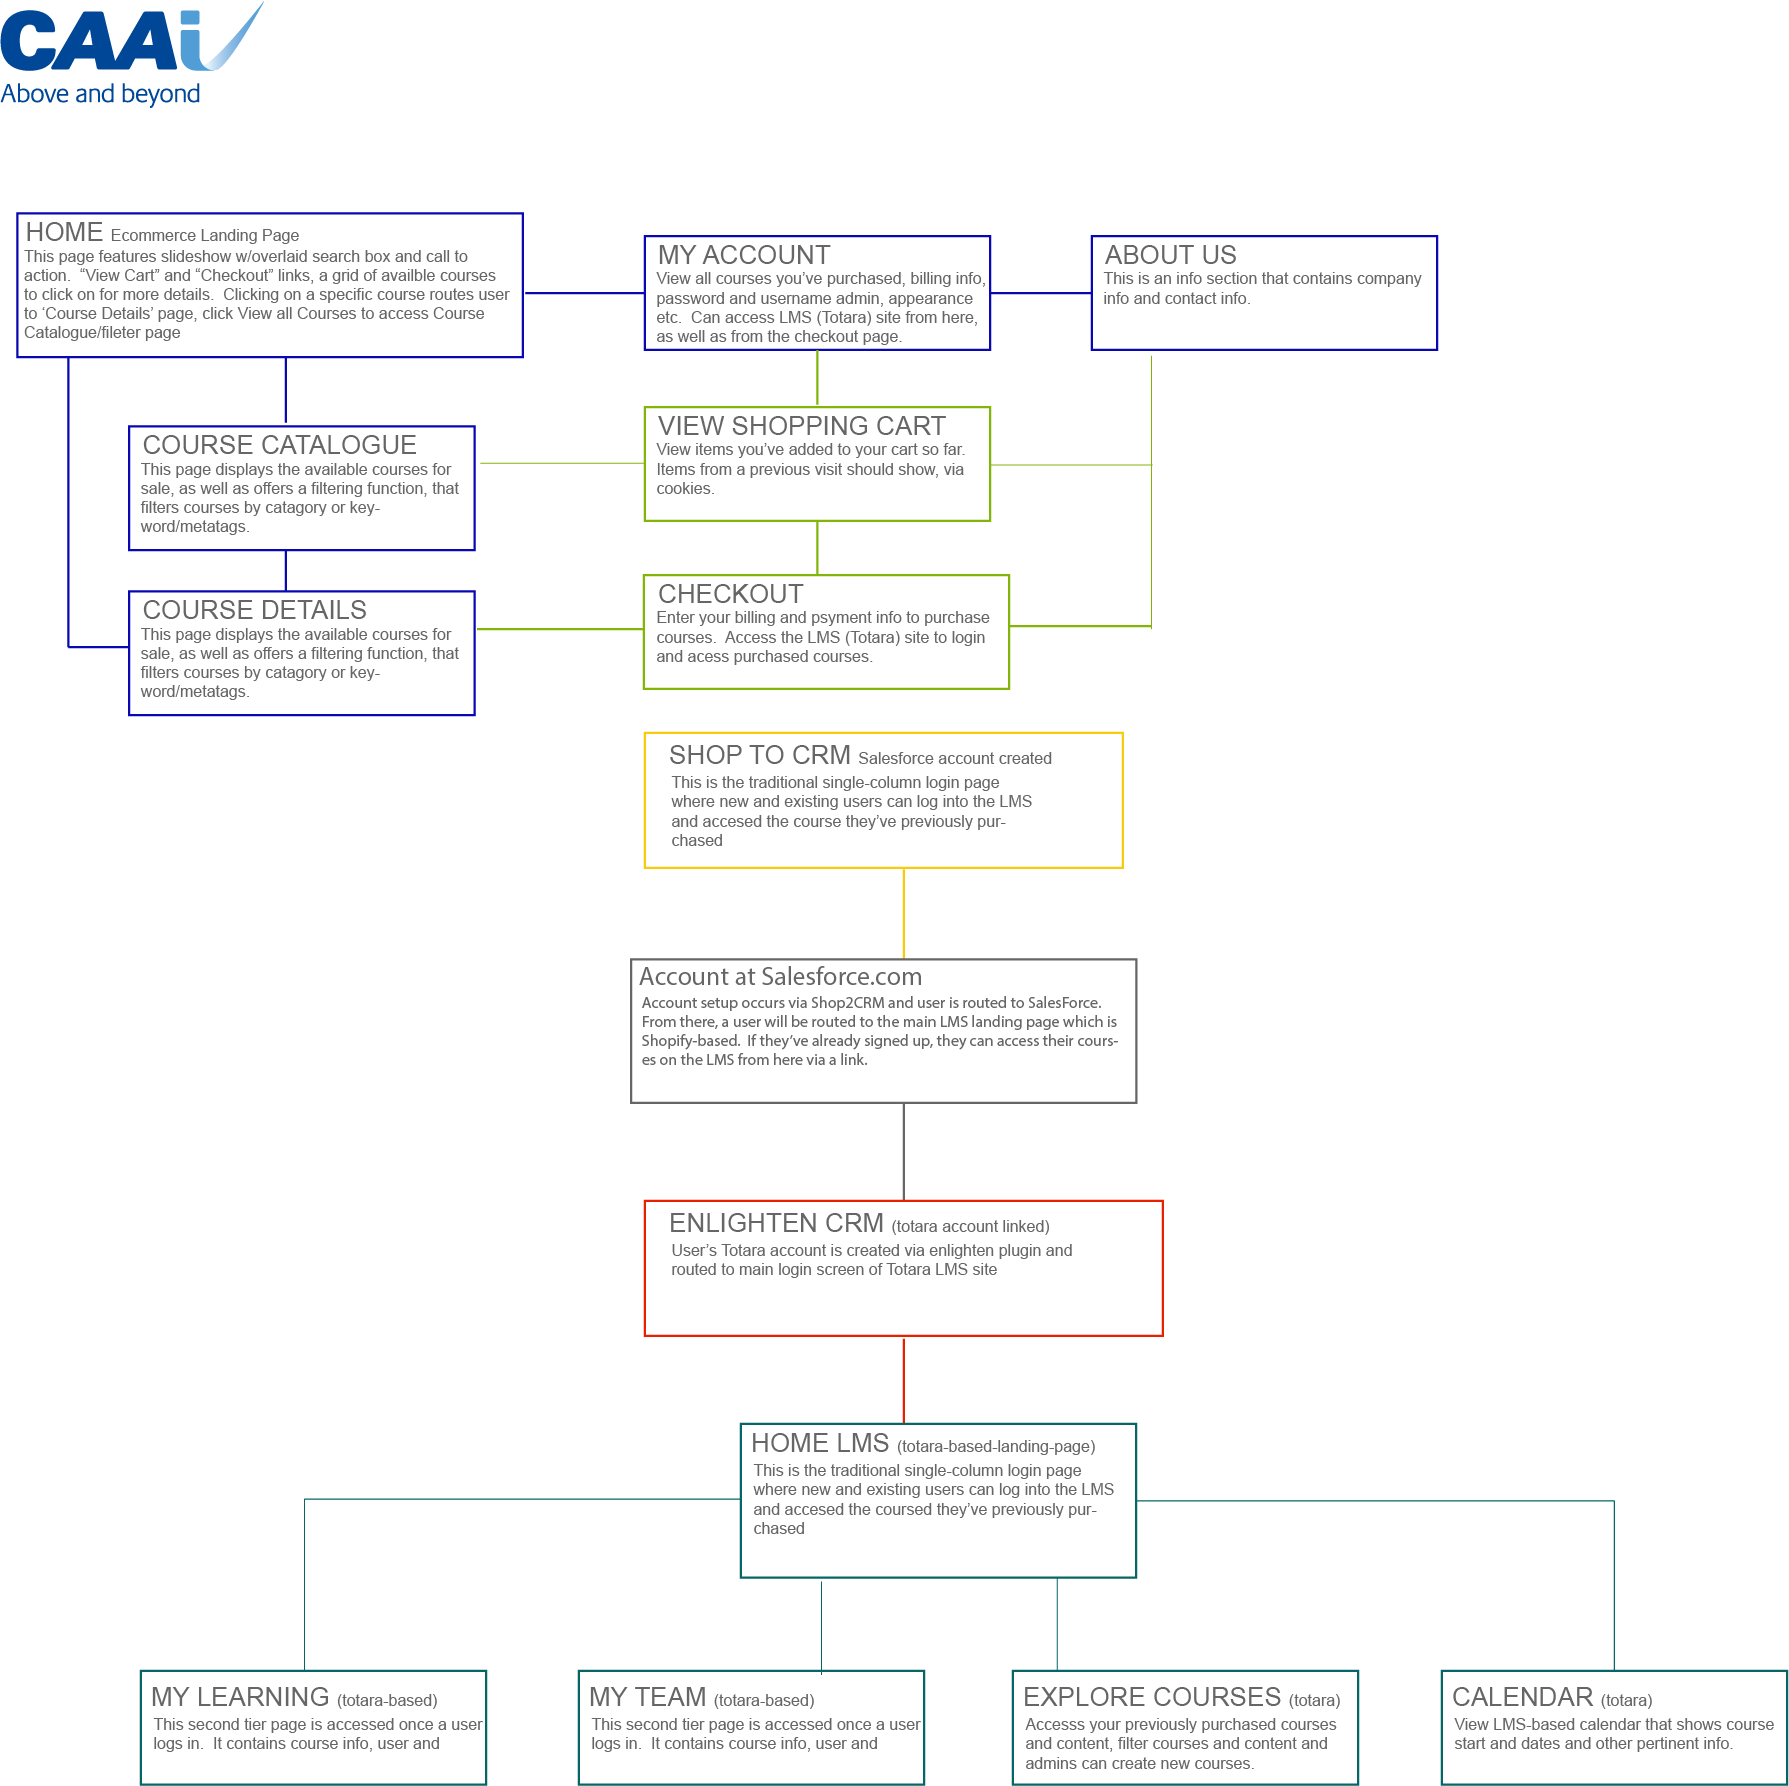 CAAi
Above and beyond
HOME Ecommerce Landing Page
This page features slideshow w/overlaid search box and call to
action.  “View Cart” and “Checkout” links, a grid of availble courses
to click on for more details.  Clicking on a specific course routes user
to ‘Course Details’ page, click View all Courses to access Course
Catalogue/fileter page
MY ACCOUNT
View all courses you’ve purchased, billing info,
password and username admin, appearance
etc.  Can access LMS (Totara) site from here,
as well as from the checkout page.
ABOUT US
This is an info section that contains company
info and contact info.
COURSE CATALOGUE
This page displays the available courses for
sale, as well as offers a filtering function, that
filters courses by catagory or key-
word/metatags.
VIEW SHOPPING CART
View items you’ve added to your cart so far.
Items from a previous visit should show, via
cookies.
COURSE DETAILS
This page displays the available courses for
sale, as well as offers a filtering function, that
filters courses by catagory or key-
word/metatags.
CHECKOUT
Enter your billing and psyment info to purchase
courses.  Access the LMS (Totara) site to login
and acess purchased courses.
SHOP TO CRM Salesforce account created
This is the traditional single-column login page
where new and existing users can log into the LMS
and accesed the course they’ve previously pur-
chased
Account at Salesforce.com
Account setup occurs via Shop2CRM and user is routed to SalesForce.
From there, a user will be routed to the main LMS landing page which is
Shopify-based.  If they’ve already signed up, they can access their cours-
es on the LMS from here via a link.
ENLIGHTEN CRM (totara account linked)
User’s Totara account is created via enlighten plugin and
routed to main login screen of Totara LMS site
HOME LMS (totara-based-landing-page)
This is the traditional single-column login page
where new and existing users can log into the LMS
and accesed the coursed they’ve previously pur-
chased
MY LEARNING (totara-based)
This second tier page is accessed once a user
logs in.  It contains course info, user and
MY TEAM (totara-based)
This second tier page is accessed once a user
logs in.  It contains course info, user and
EXPLORE COURSES (totara)
Accesss your previously purchased courses
and content, filter courses and content and
admins can create new courses.
CALENDAR (totara)
View LMS-based calendar that shows course
start and dates and other pertinent info.